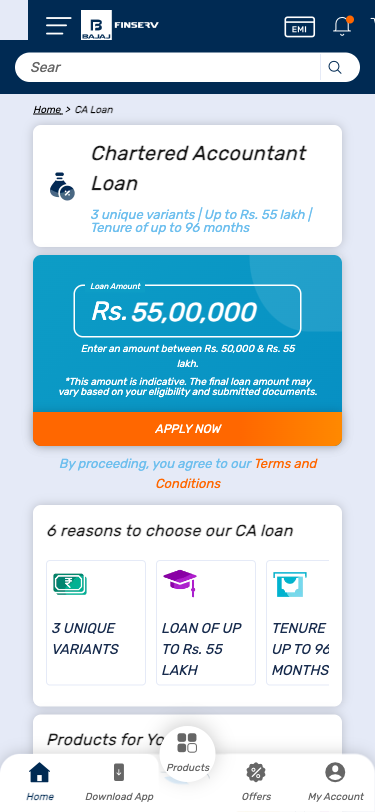 BAJAJ FINSERV EMI
Sear
Home > CA Loan
Chartered Accountant
Loan
3 unique variants | Up to Rs. 55 lakh |
Tenure of up to 96 months
Loan Amount
Rs. 55,00,000
Enter an amount between Rs. 50,000 & Rs. 55
lakh.
*This amount is indicative. The final loan amount may
vary based on your eligibility and submitted documents.
APPLY NOW
By proceeding, you agree to our Terms and
Conditions
6 reasons to choose our CA loan
3 UNIQUE
VARIANTS
LOAN OF UP
TO Rs. 55
LAKH
TENURE
UP TO 96
MONTHS
Products for Yo
Products
Home
Download App
Offers
My Account